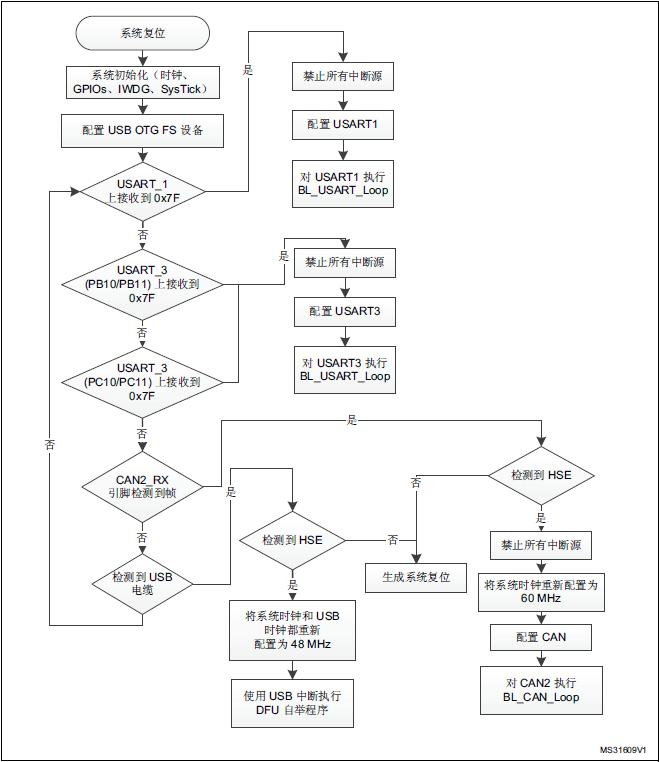 系统复位
系统初始化（时钟、
GPIOs、IWDG、SysTick）
配置 USB OTG FS 设备
USART_1
上接收到 0x7F
是
禁止所有中断源
配置 USART1
对 USART1 执行
BL_USART_Loop
否
USART_3
(PB10/PB11) 上接收到
0x7F
是
禁止所有中断源
配置 USART3
对 USART3 执行
BL_USART_Loop
否
USART_3
(PC10/PC11) 上接收到
0x7F
否
否
CAN2_RX
引脚检测到帧
是
检测到 HSE
否
是
禁止所有中断源
将系统时钟重新配置为
60 MHz
配置 CAN
对 CAN2 执行
BL_CAN_Loop
否
检测到 USB
电缆
是
检测到 HSE
否
生成系统复位
是
将系统时钟和 USB
时钟都重新
配置为 48 MHz
使用 USB 中断执行
DFU 自举程序
MS31609V1